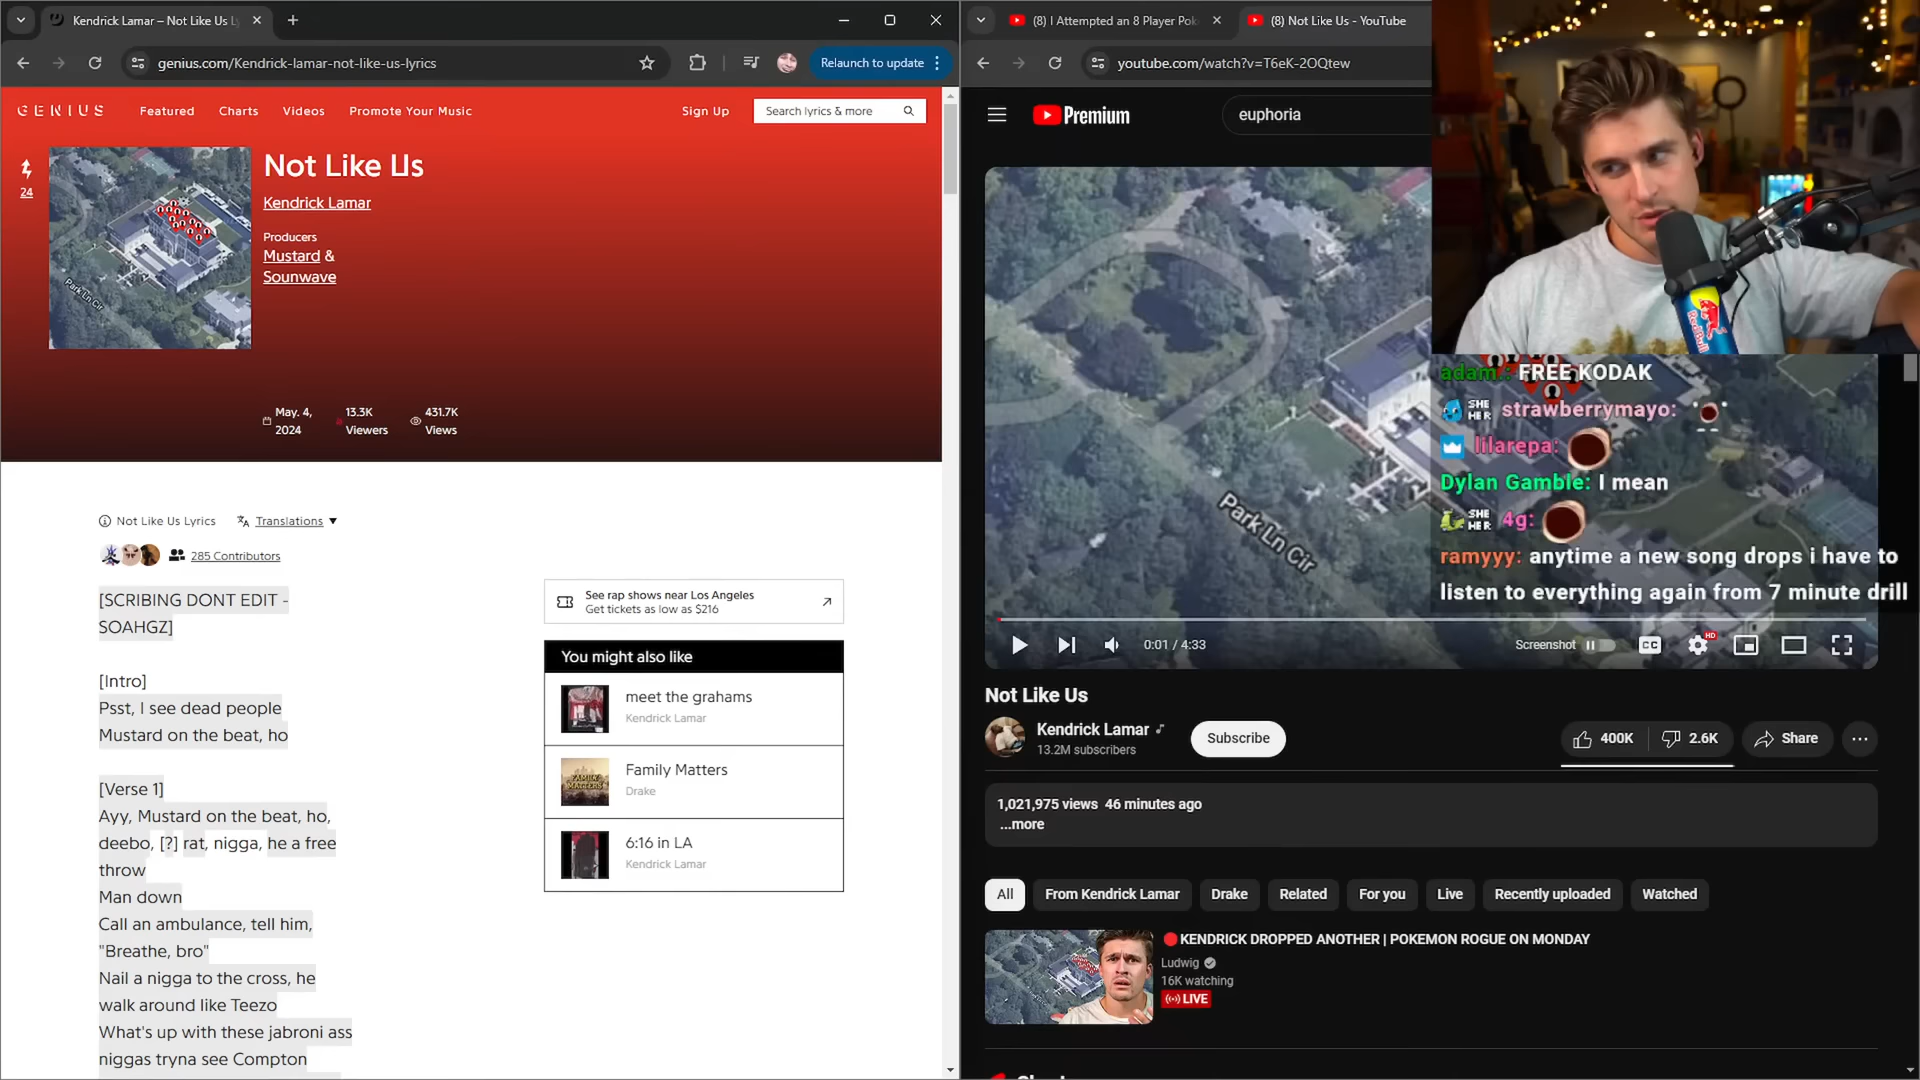 Kendrick Lamar – Not Like Us L
(8) I Attempted an 8 Player Pok
(8) Not Like Us - YouTube
genius.com/Kendrick-lamar-not-like-us-lyrics
Relaunch to update
youtube.com/watch?v=T6eK-2OQtew
GENIUS
Featured
Charts
Videos
Promote Your Music
Sign Up
Search lyrics & more
Premium
euphoria
24
Park Ln Cir
Not Like Us
Kendrick Lamar
Producers
Mustard &
Sounwave
May. 4,
2024
13.3K
Viewers
431.7K
Views
Not Like Us Lyrics
Translations
285 Contributors
[SCRIBING DONT EDIT -
SOAHGZ]
[Intro]
Psst, I see dead people
Mustard on the beat, ho
[Verse 1]
Ayy, Mustard on the beat, ho,
deebo, [?] rat, nigga, he a free
throw
Man down
Call an ambulance, tell him,
"Breathe, bro"
Nail a nigga to the cross, he
walk around like Teezo
What's up with these jabroni ass
niggas tryna see Compton
See rap shows near Los Angeles
Get tickets as low as $216
You might also like
meet the grahams
Kendrick Lamar
FAMILY
MATTERS
Family Matters
Drake
6:16 in LA
Kendrick Lamar
Park Ln Cir
Red Bull
adam.: FREE KODAK
SHE HER strawberrymayo:
lilarepa:
Dylan Gamble: I mean
SHE HER 4g:
ramyyy: anytime a new song drops i have to
listen to everything again from 7 minute drill
0:01 / 4:33
Screenshot
CC
HD
Not Like Us
Kendrick Lamar
13.2M subscribers
Subscribe
400K
2.6K
Share
1,021,975 views 46 minutes ago
...more
All
From Kendrick Lamar
Drake
Related
For you
Live
Recently uploaded
Watched
KENDRICK DROPPED ANOTHER | POKEMON ROGUE ON MONDAY
Ludwig
16K watching
LIVE